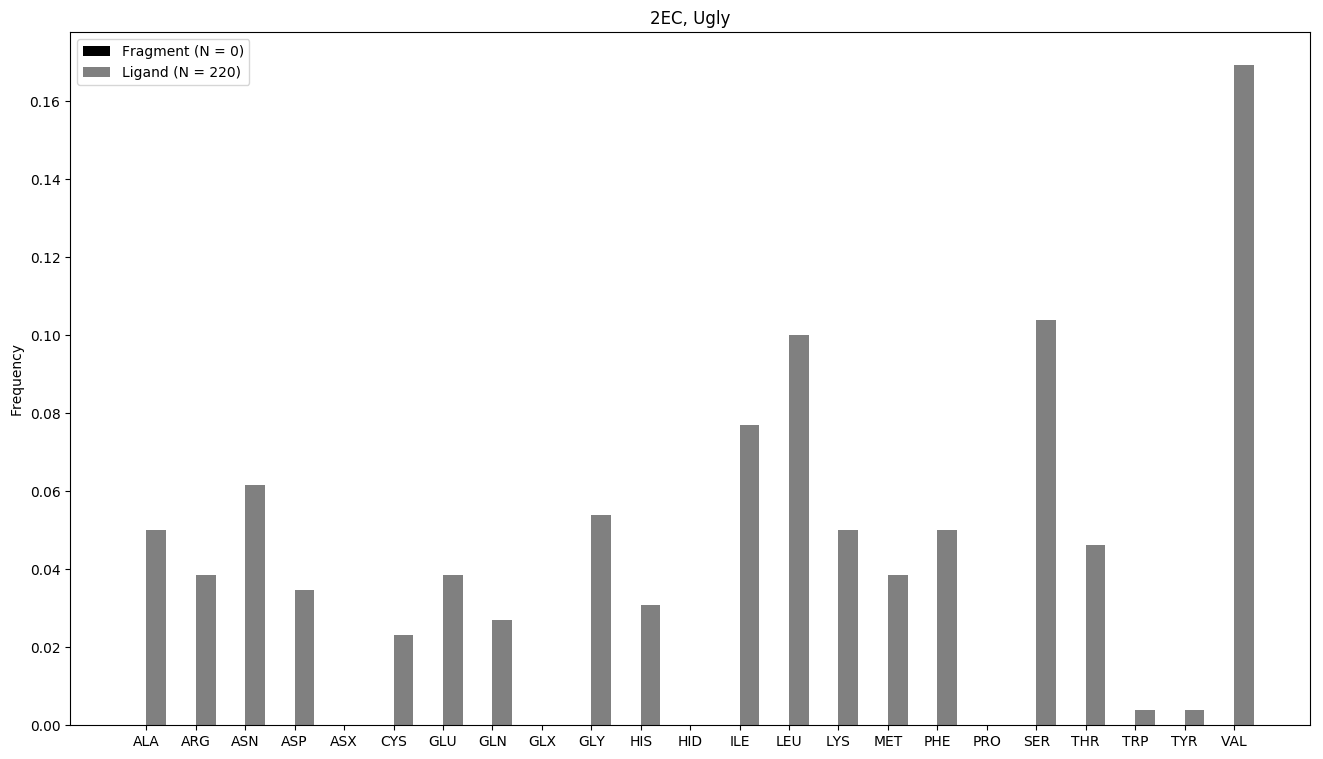 2EC, Ugly
Fragment (N = 0)
Ligand (N = 220)
0.16
0.14
0.12
0.10
0.08
0.06
0.04
0.02
0.00
Frequency
ALA ARG ASN ASP ASX CYS GLU GLN GLX GLY HIS HID ILE LEU LYS MET PHE PRO SER THR TRP TYR VAL